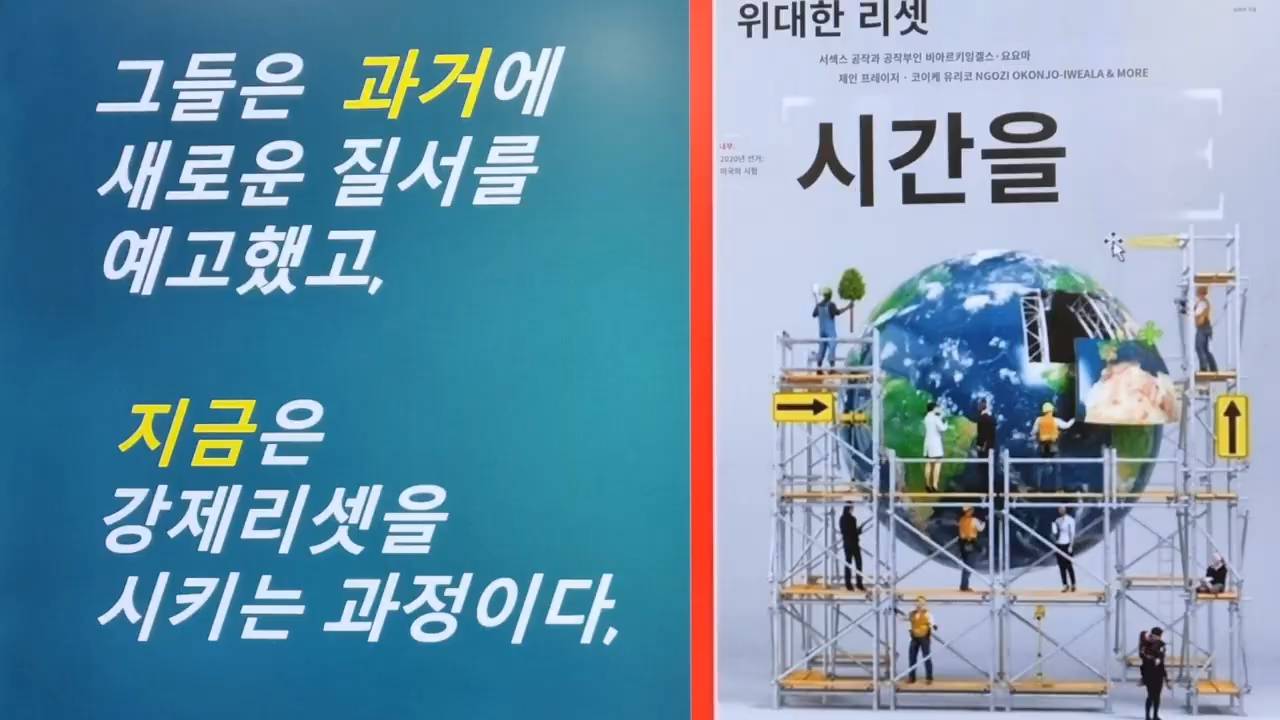 그들은 과거에
새로운 질서를
예고했고,
지금은
강제리셋을
시키는 과정이다,
위대한 리셋
서섹스 공작과 공작부인 비아르키잉겔스·요요마
제인 프레이저 · 코이케 유리코 NGOZI OKONJO-IWEALA & MORE
시간을
내부:
2020년 선거:
미국의 시험